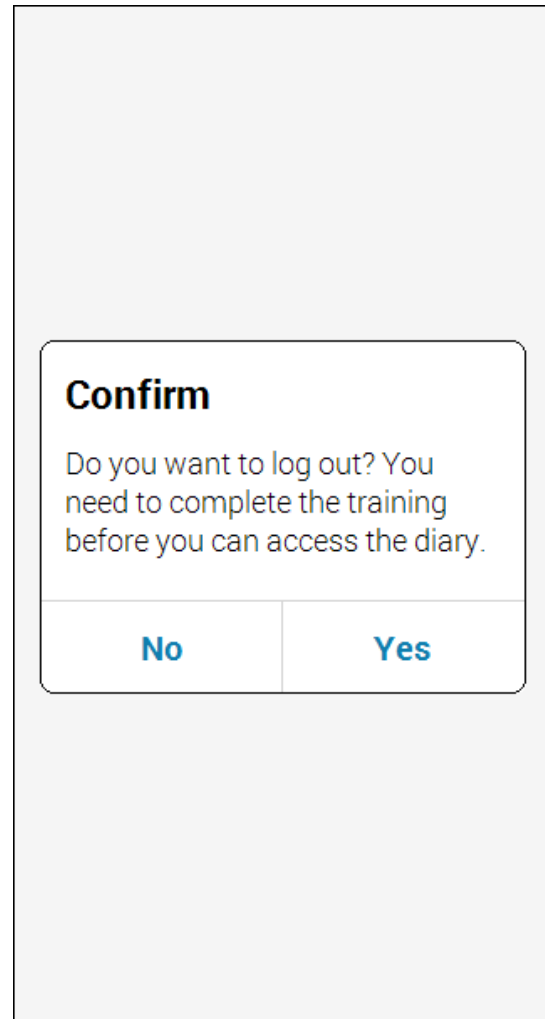 Confirm
Do you want to log out? You
need to complete the training
before you can access the diary.
No
Yes